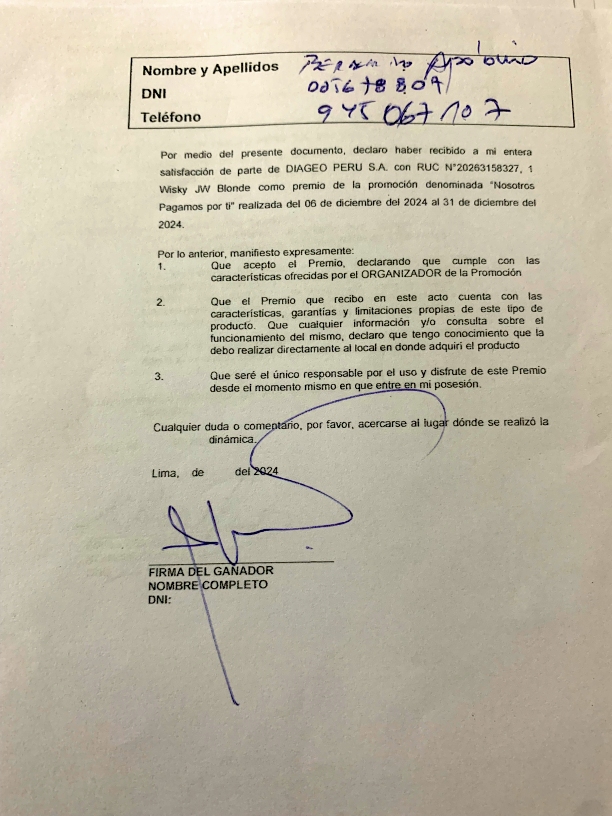 Nombre y Apellidos Apolonio
DNI
Teléfono 945 067107
Por medio del presente documento, declaro haber recibido a mi entera
satisfacción de parte de DIAGEO PERU S.A. con RUC N°20263158327, 1
Wisky JW Blonde como premio de la promoción denominada "Nosotros
Pagamos por ti" realizada del 06 de diciembre del 2024 al 31 de diciembre del
2024.
Por lo anterior, manifiesto expresamente:
1. Que acepto el Premio, declarando que cumple con las
características ofrecidas por el ORGANIZADOR de la Promoción
2. Que el Premio que recibo en este acto cuenta con las
características, garantías y limitaciones propias de este tipo de
producto. Que cualquier información y/o consulta sobre el
funcionamiento del mismo, declaro que tengo conocimiento que la
debo realizar directamente al local en donde adquirí el producto
3. Que seré el único responsable por el uso y disfrute de este Premio
desde el momento mismo en que entre en mi posesión.
Cualquier duda o comentario, por favor, acercarse al lugar dónde se realizó la
dinámica.
Lima, de del 2024
FIRMA DEL GANADOR
NOMBRE COMPLETO
DNI: